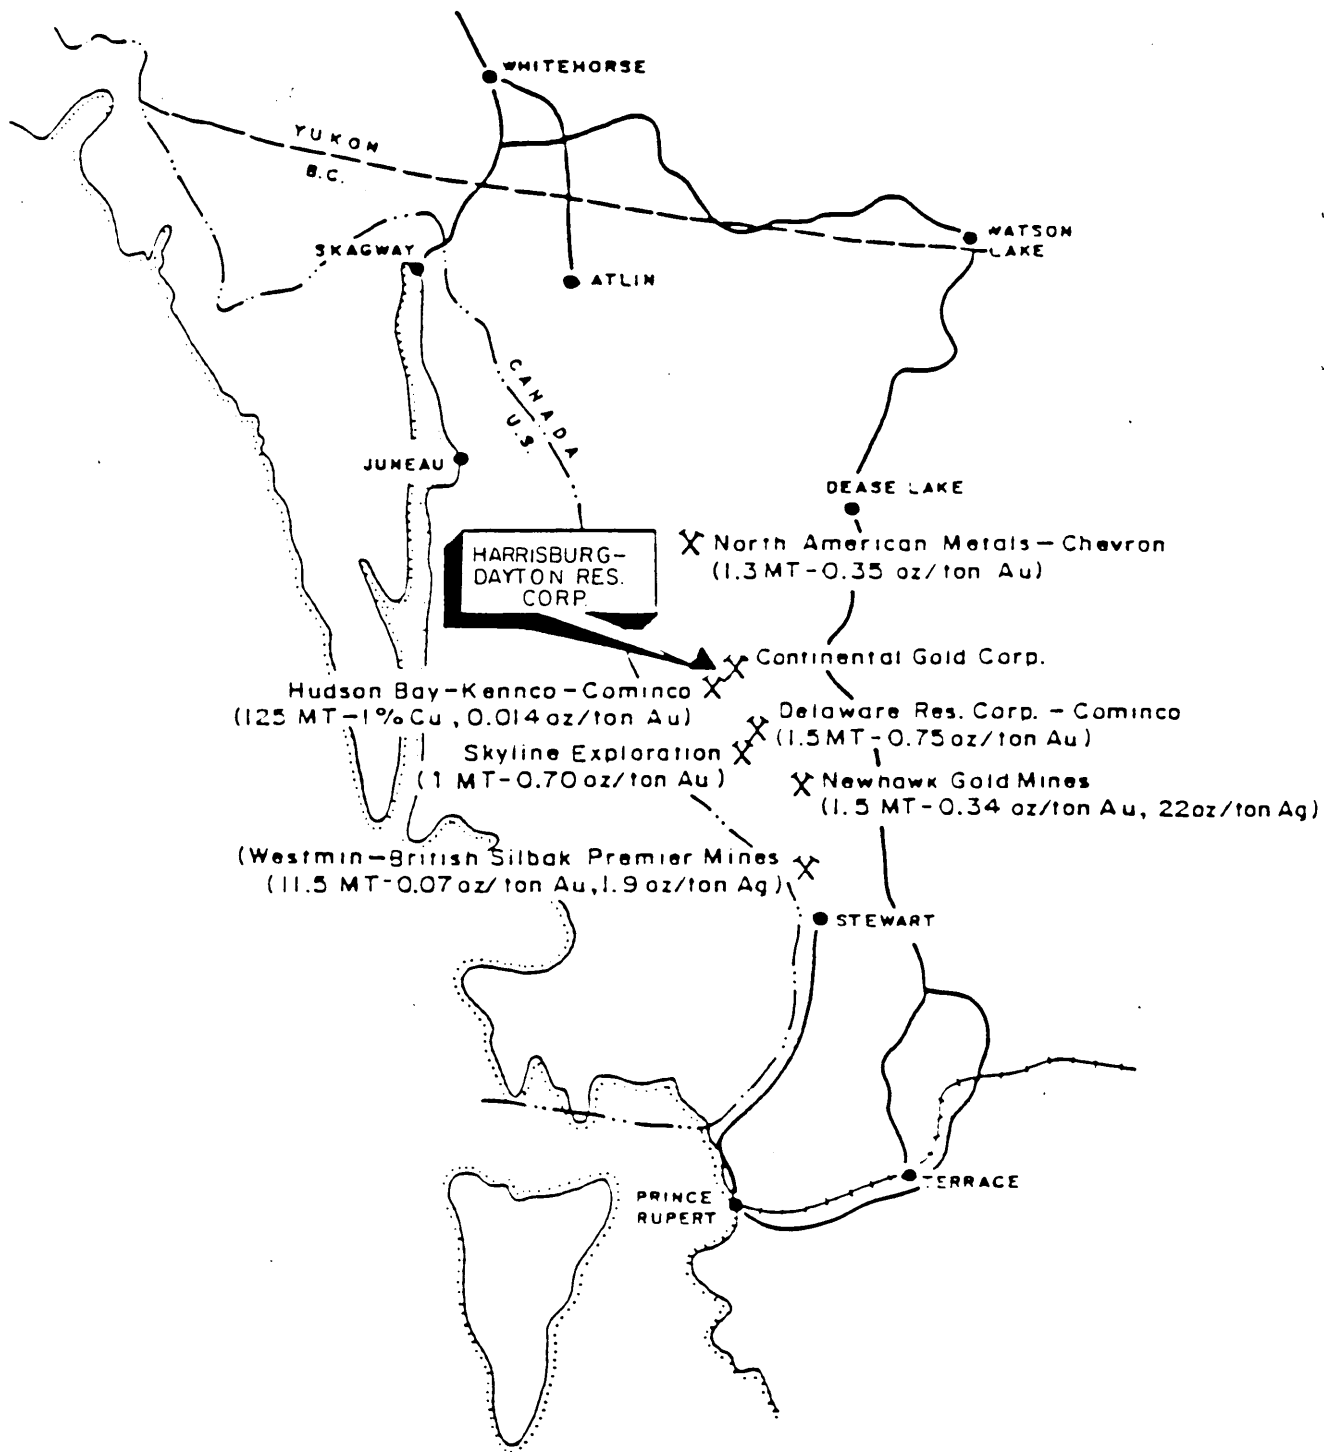 WHITEHORSE
YUKON
B.C.
SKAGWAY
WATSON
LAKE
ATLIN
CANADA
U.S.
JUNEAU
DEASE LAKE
HARRISBURG-
DAYTON RES.
CORP.
North American Metals - Chevron
(1.3 MT-0.35 oz/ton Au)
Continental Gold Corp.
Hudson Bay-Kennco-Cominco
(125 MT-1% Cu, 0.014 oz/ton Au)
Delaware Res. Corp. - Cominco
(1.5 MT-0.75 oz/ton Au)
Skyline Exploration
(1 MT-0.70 oz/ton Au)
Newhawk Gold Mines
(1.5 MT-0.34 oz/ton Au, 22 oz/ton Ag)
(Westmin-British Silbak Premier Mines
(11.5 MT-0.07 oz/ton Au, 1.9 oz/ton Ag)
STEWART
TERRACE
PRINCE
RUPERT